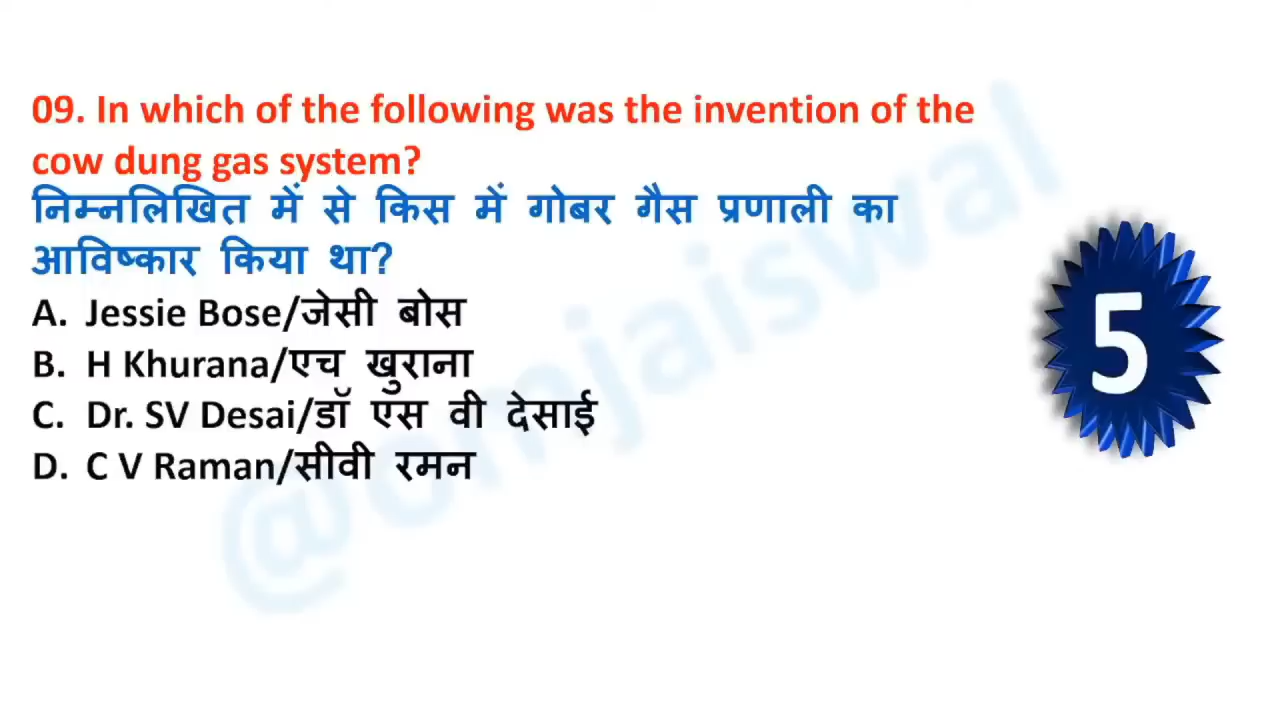 09. In which of the following was the invention of the
cow dung gas system?
निम्नलिखित में से किस में गोबर गैस प्रणाली का
आविष्कार किया था?
A. Jessie Bose/जेसी बोस
B. H Khurana/एच खुराना
C. Dr. SV Desai/डॉ एस वी देसाई
D. C V Raman/सीवी रमन
5
@omjaiswal